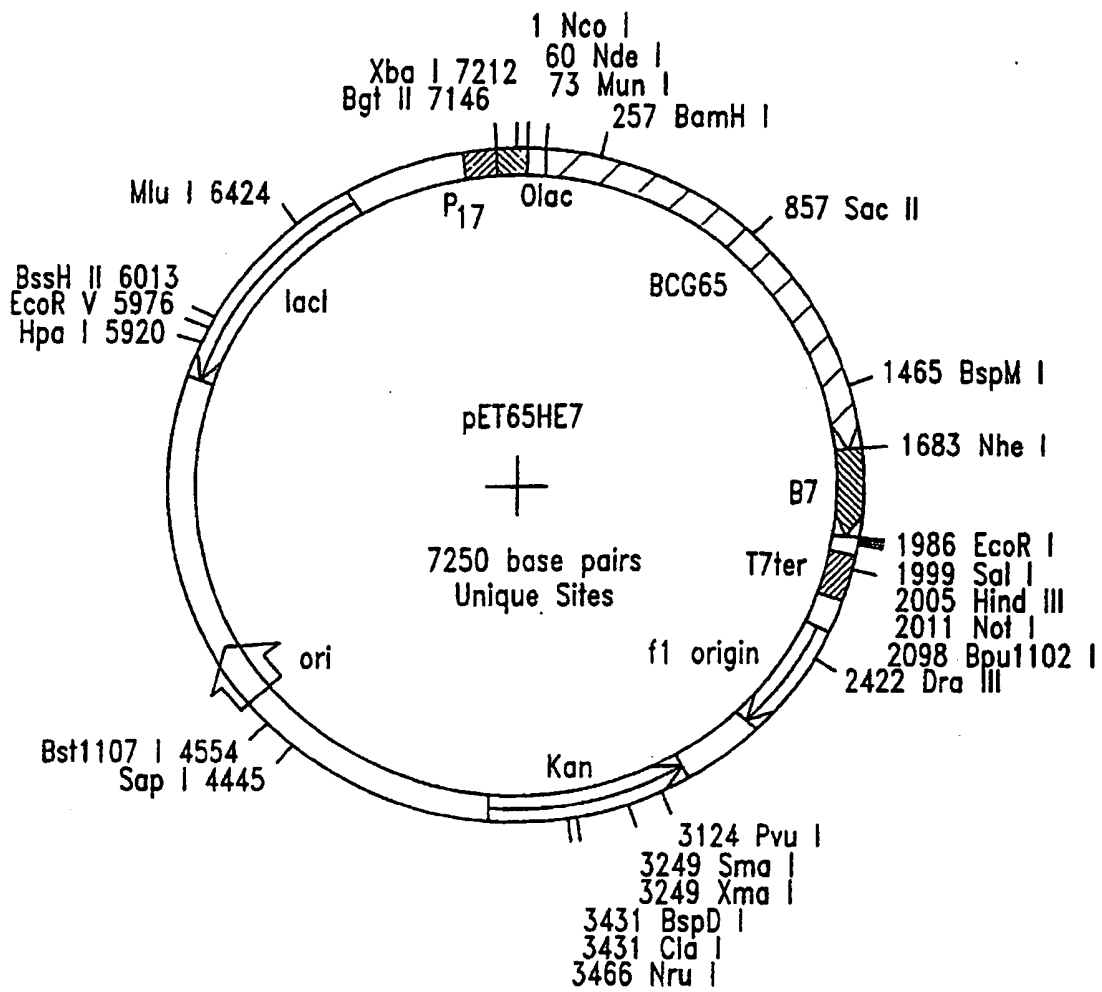 1 Nco I
60 Nde I
73 Mun I
257 BamH I
Xba I 7212
Bgt II 7146
Mlu I 6424
P17
Olac
857 Sac II
BCG65
BssH II 6013
EcoR V 5976
Hpa I 5920
lacI
1465 BspM I
pET65HE7
1683 Nhe I
B7
7250 base pairs
Unique Sites
T7ter
1986 EcoR I
1999 Sal I
2005 Hind III
2011 Not I
2098 Bpu1102 I
2422 Dra III
f1 origin
ori
Bst1107 I 4554
Sap I 4445
Kan
3124 Pvu I
3249 Sma I
3249 Xma I
3431 BspD I
3431 Cla I
3466 Nru I